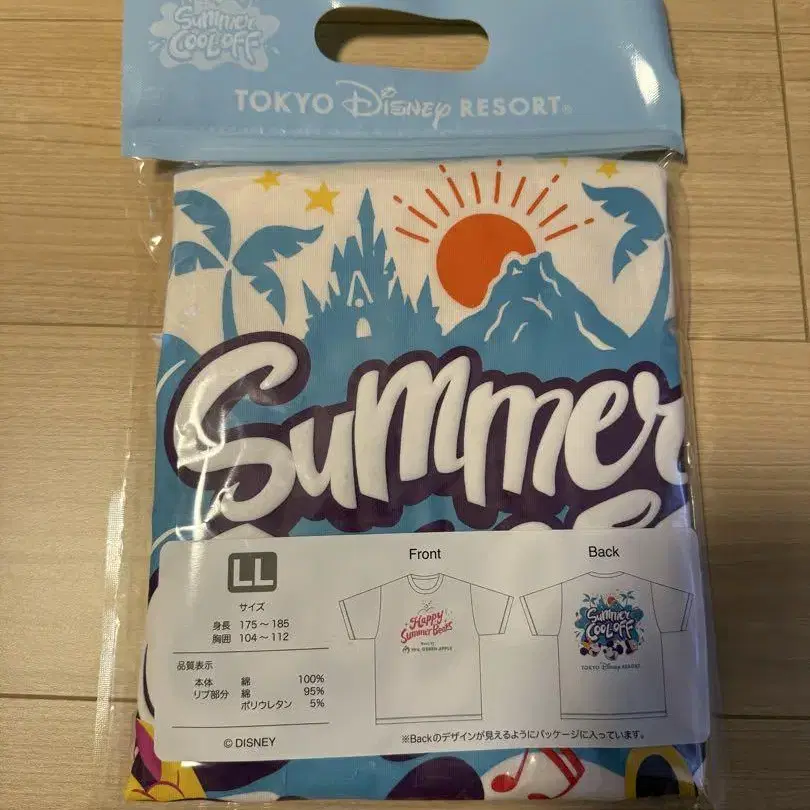 Summer
COOL OFF
TOKYO Disney RESORT®
Summer
LL
サイズ
身長 175～185
胸囲 104～112
品質表示
本体 綿 100%
リブ部分 綿 95%
ポリウレタン 5%
© DISNEY
Front
Happy
Summer Beats
Mrs. GREEN APPLE
Back
Summer
COOL OFF
TOKYO Disney RESORT
※Backのデザインが見えるようにパッケージに入っています。